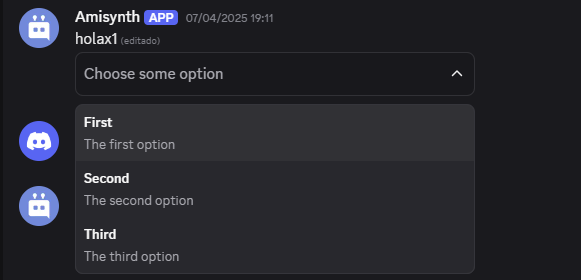 Amisynth APP 07/04/2025 19:11
holax1 (editado)
Choose some option
First
The first option
Second
The second option
Third
The third option